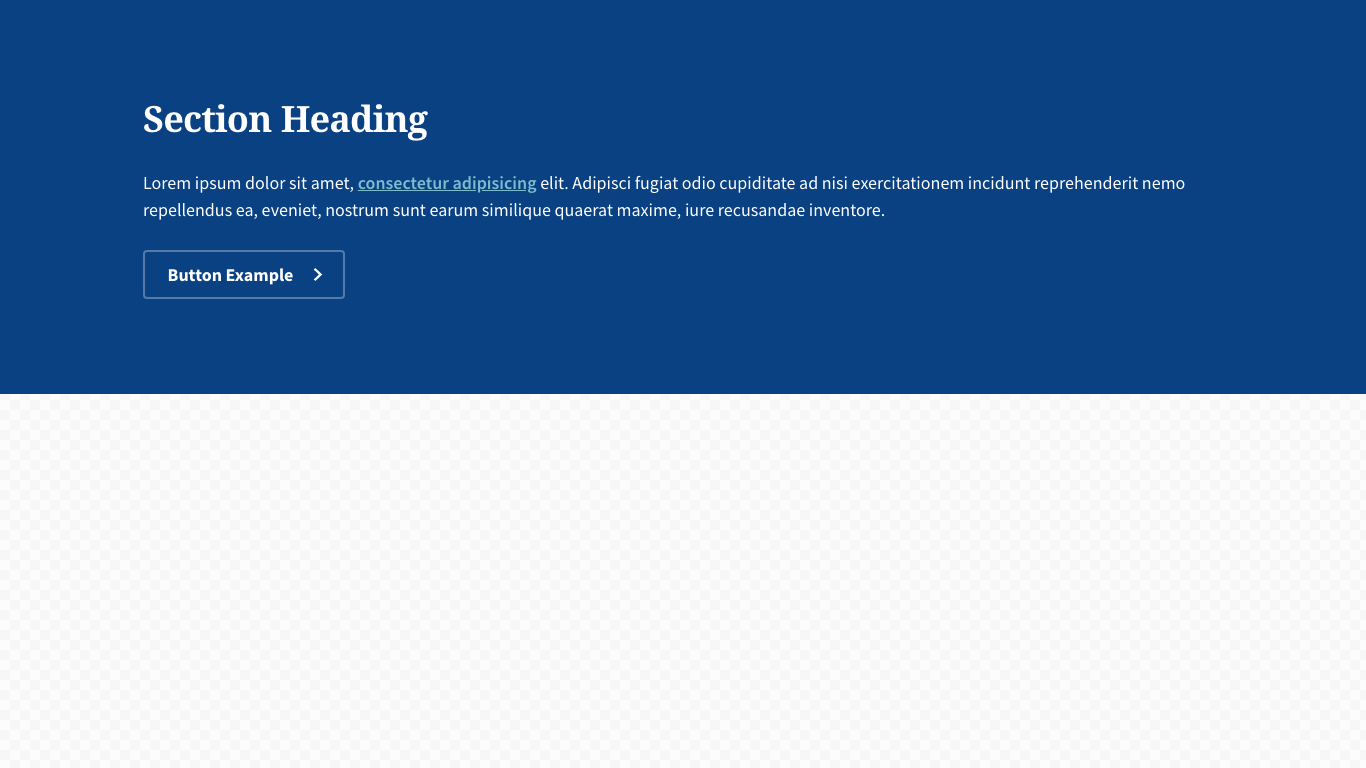 Section Heading
Lorem ipsum dolor sit amet, consectetur adipisicing elit. Adipisci fugiat odio cupiditate ad nisi exercitationem incidunt reprehenderit nemo
repellendus ea, eveniet, nostrum sunt earum similique quaerat maxime, iure recusandae inventore.
Button Example